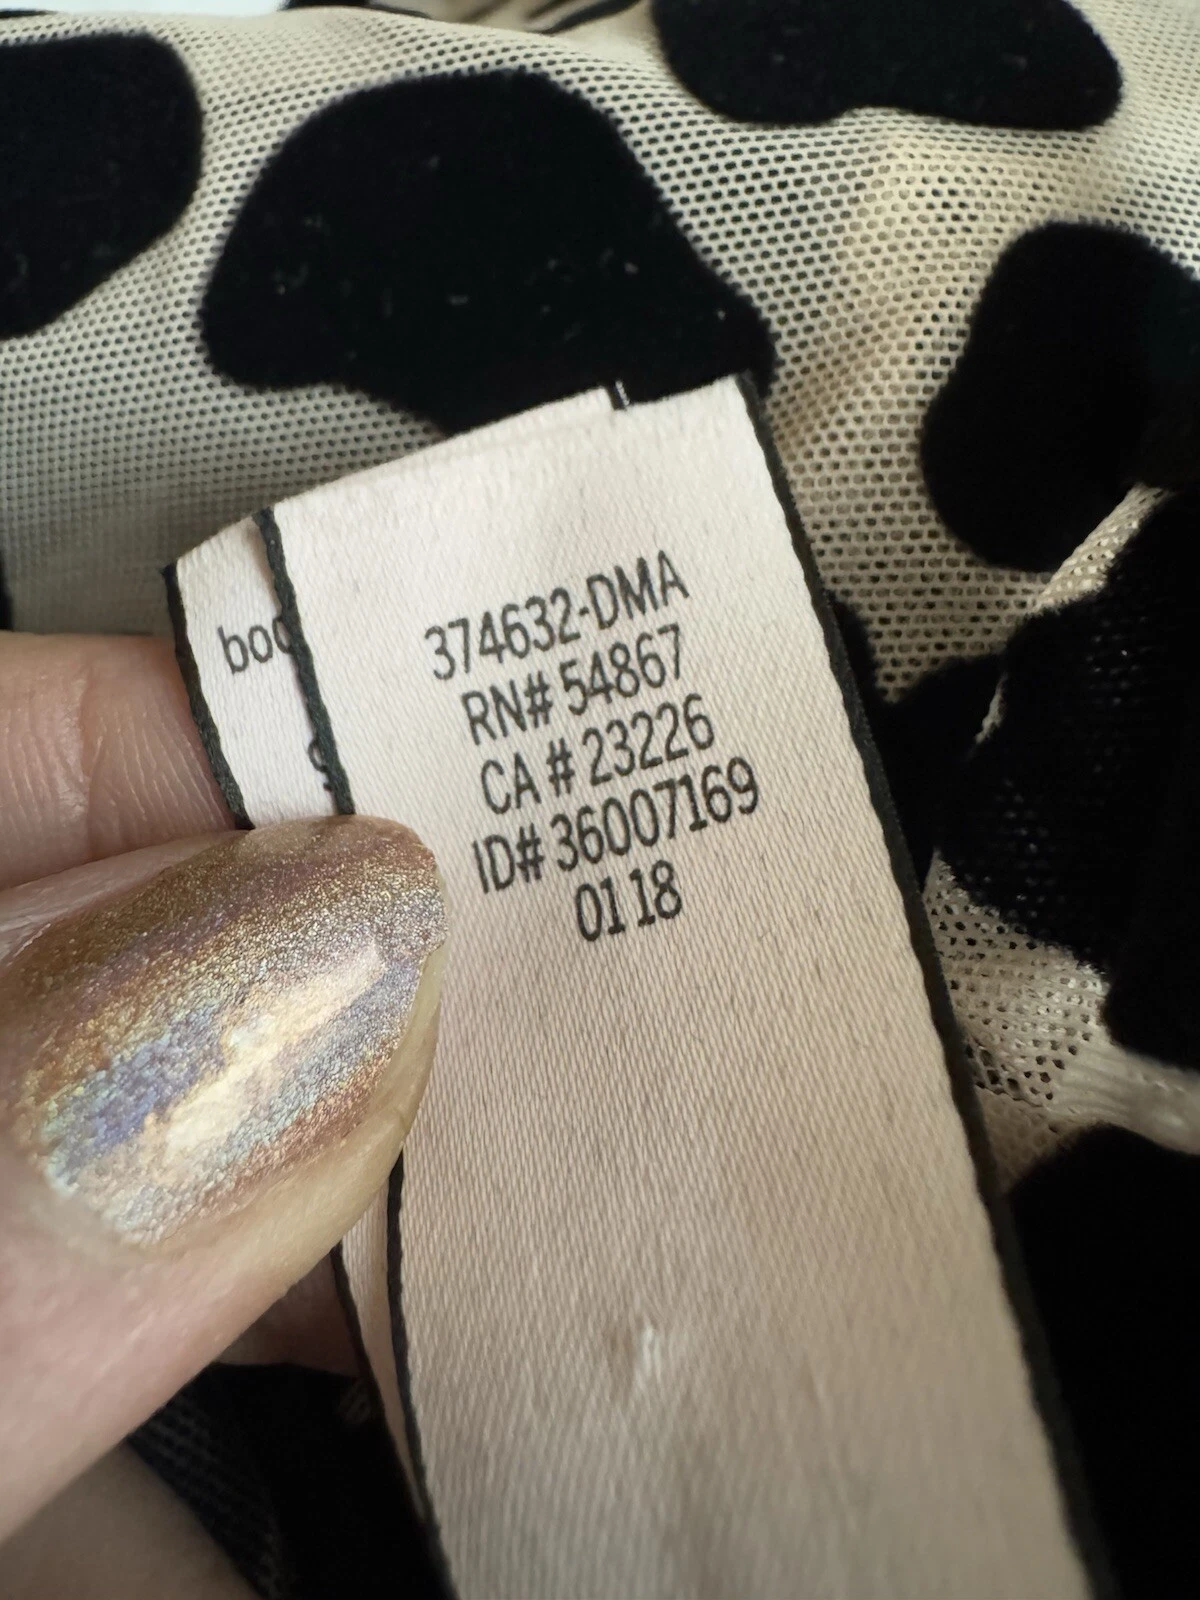 374632-DMA
RN# 54867
CA # 23226
ID# 36007169
01 18